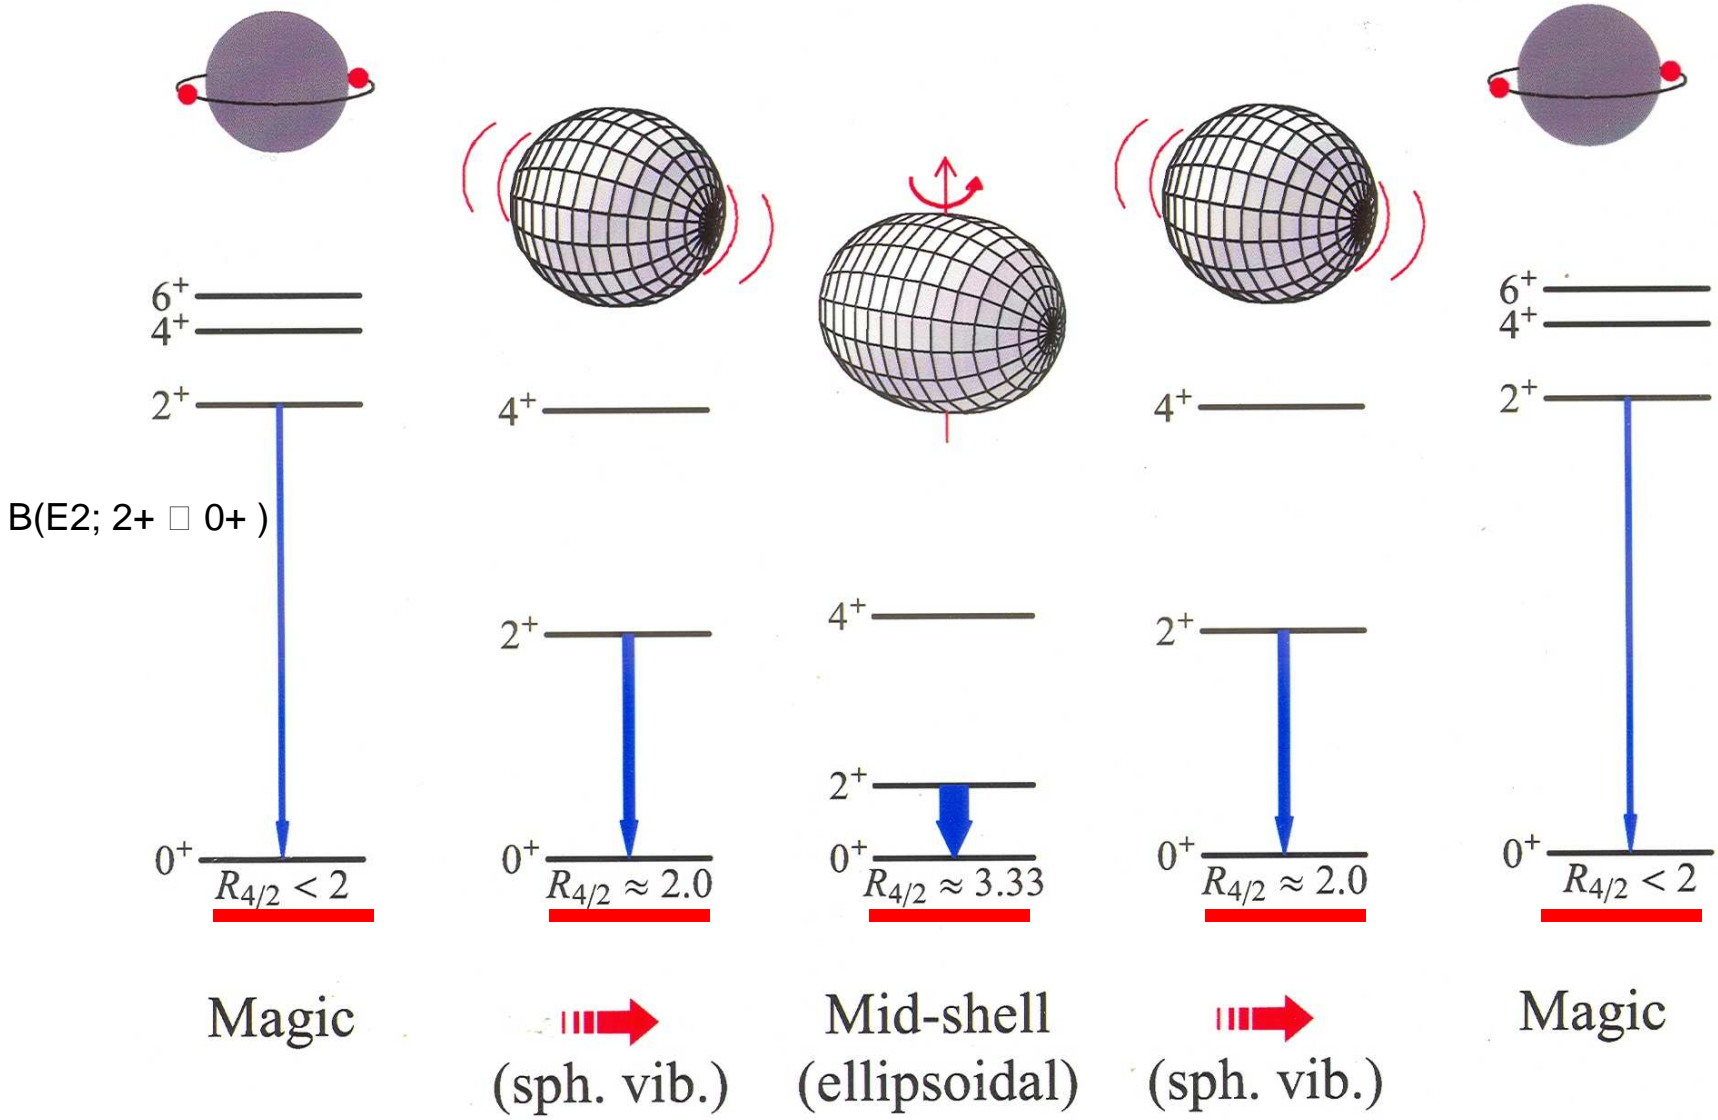 6⁺
4⁺
2⁺
B(E2; 2+ □ 0+ )
0⁺
R₄/₂ < 2
Magic
4⁺
2⁺
0⁺
R₄/₂ ≈ 2.0
(sph. vib.)
4⁺
2⁺
0⁺
R₄/₂ ≈ 3.33
Mid-shell
(ellipsoidal)
4⁺
2⁺
0⁺
R₄/₂ ≈ 2.0
(sph. vib.)
6⁺
4⁺
2⁺
0⁺
R₄/₂ < 2
Magic